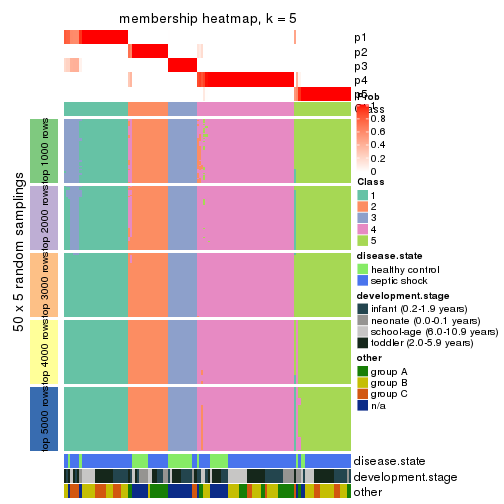 membership heatmap, k = 5
p1
p2
p3
p4
p5
Class
Prob
1
0.8
0.6
0.4
0.2
0
Class
1
2
3
4
5
disease.state
healthy control
septic shock
development.stage
infant (0.2-1.9 years)
neonate (0.0-0.1 years)
school-age (6.0-10.9 years)
toddler (2.0-5.9 years)
other
group A
group B
group C
n/a
50 x 5 random samplings
top 1000 rows
top 2000 rows
top 3000 rows
top 4000 rows
top 5000 rows
disease.state
development.stage
other